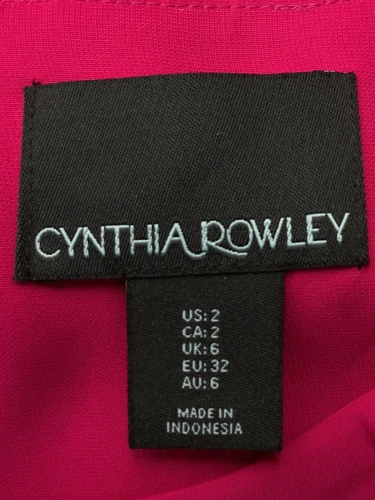 CYNTHIA ROWLEY
US: 2
CA: 2
UK: 6
EU: 32
AU: 6
MADE IN
INDONESIA